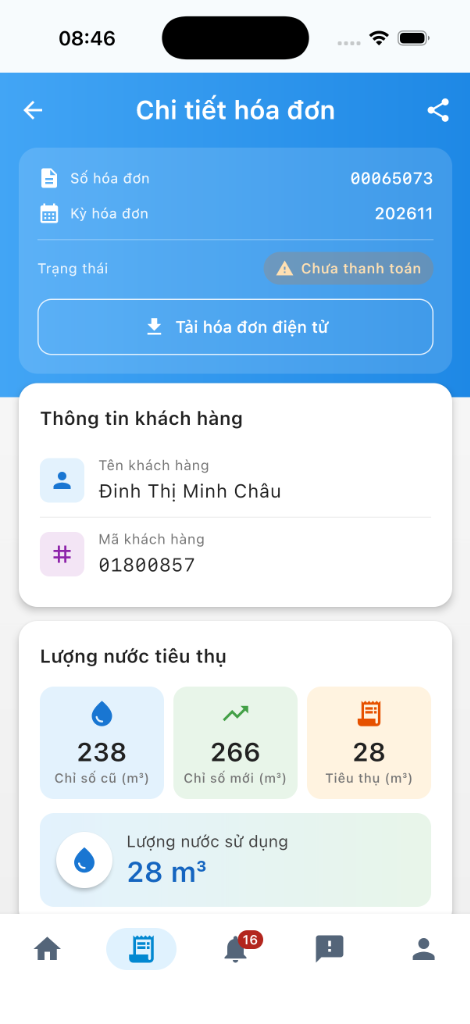 08:46
Chi tiết hóa đơn
Số hóa đơn 00065073
Kỳ hóa đơn 202611
Trạng thái Chưa thanh toán
Tải hóa đơn điện tử
Thông tin khách hàng
Tên khách hàng
Đinh Thị Minh Châu
Mã khách hàng
01800857
Lượng nước tiêu thụ
238 266 28
Chỉ số cũ (m³) Chỉ số mới (m³) Tiêu thụ (m³)
Lượng nước sử dụng
28 m³
16